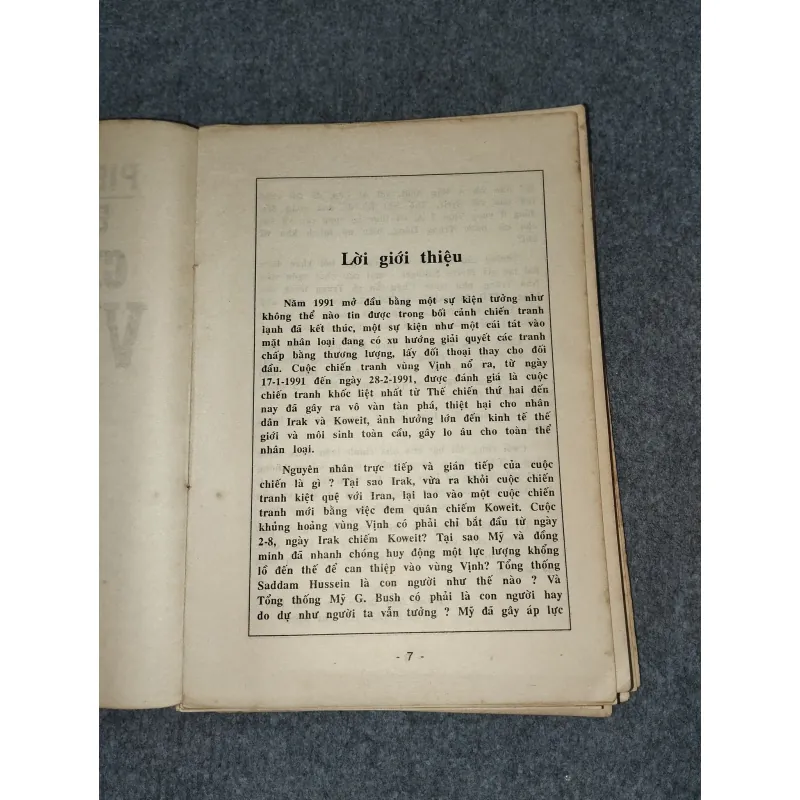 Lời giới thiệu
Năm 1991 mở đầu bằng một sự kiện tưởng như
không thể nào tin được trong bối cảnh chiến tranh
lạnh đã kết thúc, một sự kiện như một cái tát vào
mặt nhân loại đang có xu hướng giải quyết các tranh
chấp bằng thương lượng, lấy đối thoại thay cho đối
đầu. Cuộc chiến tranh vùng Vịnh nổ ra, từ ngày
17-1-1991 đến ngày 28-2-1991, được đánh giá là cuộc
chiến tranh khốc liệt nhất từ Thế chiến thứ hai đến
nay đã gây ra vô vàn tàn phá, thiệt hại cho nhân
dân Irak và Koweit, ảnh hưởng lớn đến kinh tế thế
giới và môi sinh toàn cầu, gây lo âu cho toàn thể
nhân loại.
Nguyên nhân trực tiếp và gián tiếp của cuộc
chiến là gì ? Tại sao Irak, vừa ra khỏi cuộc chiến
tranh kiệt quệ với Iran, lại lao vào một cuộc chiến
tranh mới bằng việc đem quân chiếm Koweit. Cuộc
khủng hoảng vùng Vịnh có phải chỉ bắt đầu từ ngày
2-8, ngày Irak chiếm Koweit? Tại sao Mỹ và đồng
minh đã nhanh chóng huy động một lực lượng khổng
lồ đến thế để can thiệp vào vùng Vịnh? Tổng thống
Saddam Hussein là con người như thế nào ? Và
Tổng thống Mỹ G. Bush có phải là con người hay
do dự như người ta vẫn tưởng ? Mỹ đã gây áp lực
- 7 -